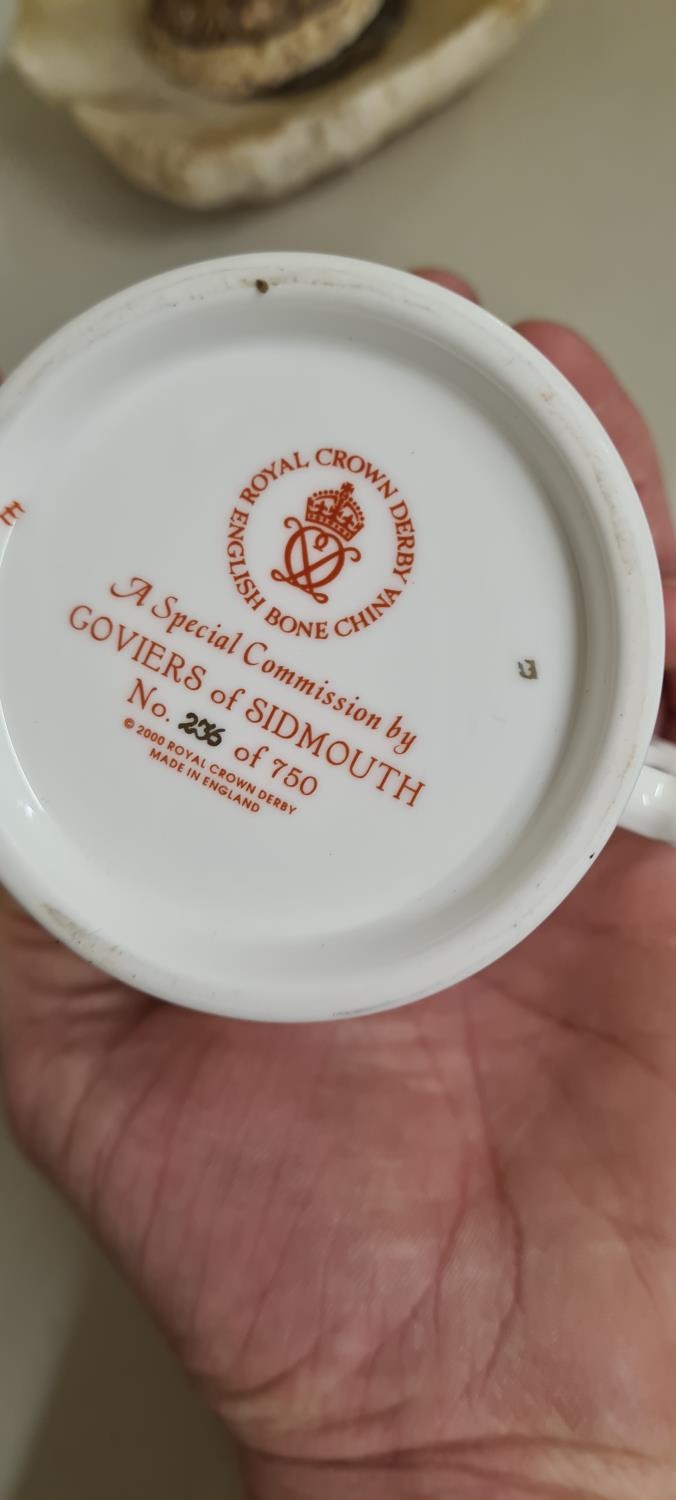 ROYAL CROWN DERBY
ENGLISH BONE CHINA
A Special Commission by
GOVIERS of SIDMOUTH
No. 236 of 750
© 2000 ROYAL CROWN DERBY
MADE IN ENGLAND
E